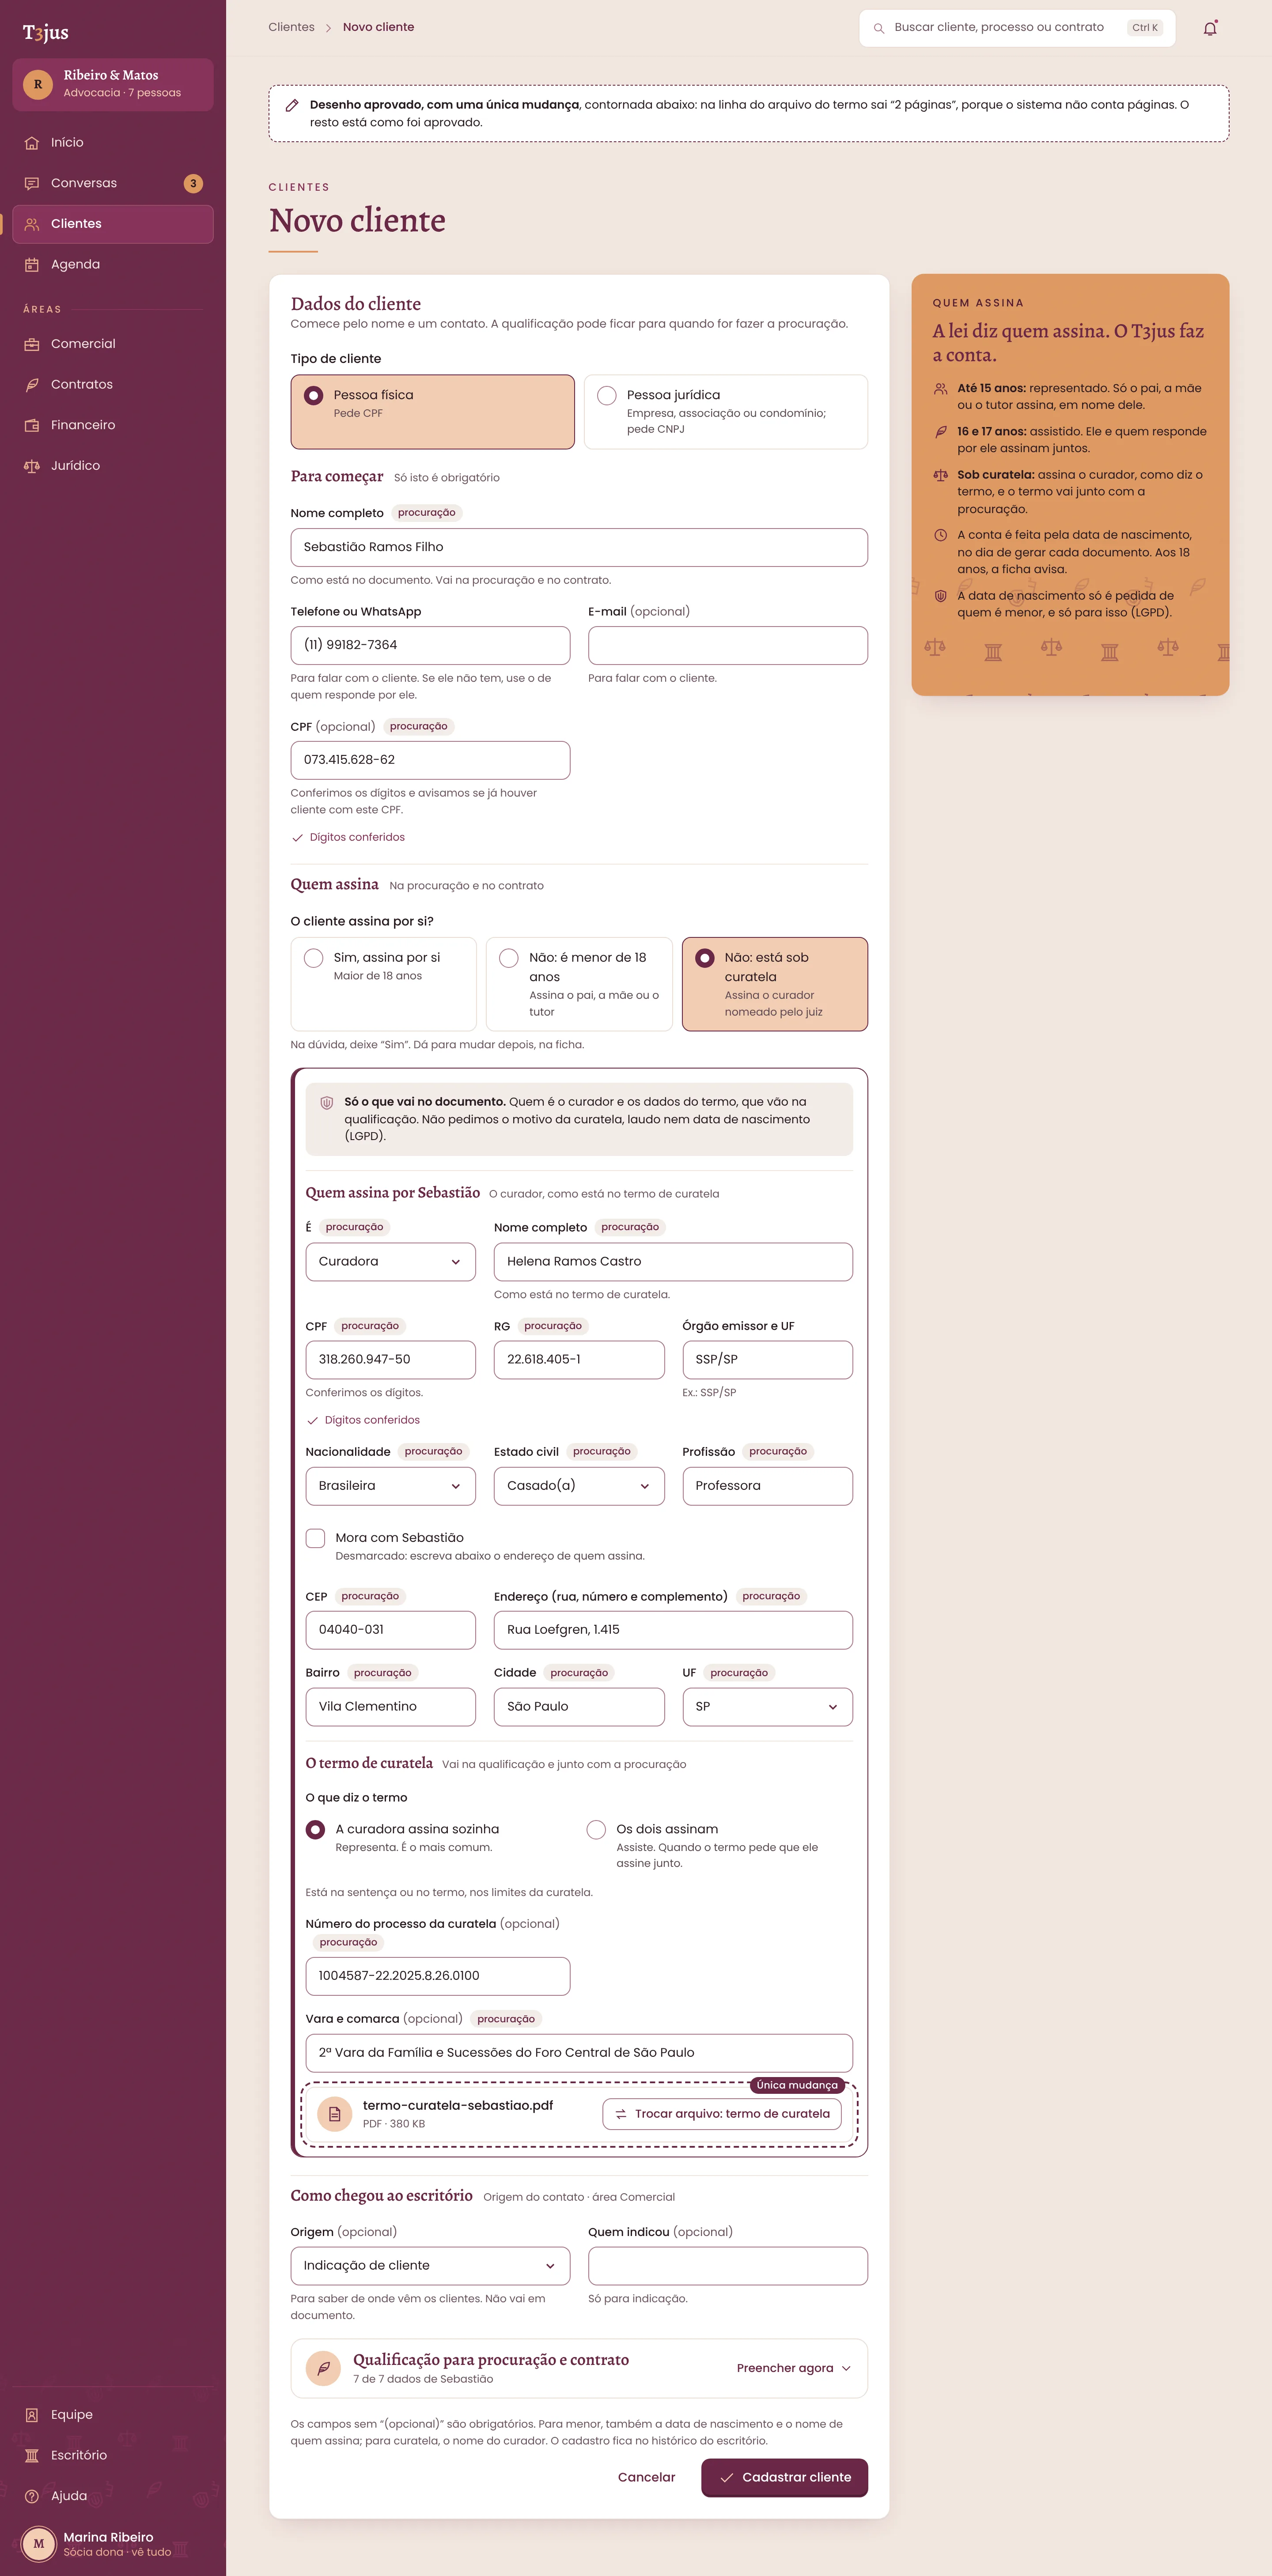 T3jus
R
Ribeiro & Matos
Advocacia · 7 pessoas
Início
Conversas
3
Clientes
Agenda
ÁREAS
Comercial
Contratos
Financeiro
Jurídico
Equipe
Escritório
Ajuda
M
Marina Ribeiro
Sócia dona · vê tudo
Clientes
Novo cliente
Buscar cliente, processo ou contrato
Ctrl K
Desenho aprovado, com uma única mudança, contornada abaixo: na linha do arquivo do termo sai “2 páginas”, porque o sistema não conta páginas. O
resto está como foi aprovado.
CLIENTES
Novo cliente
Dados do cliente
Comece pelo nome e um contato. A qualificação pode ficar para quando for fazer a procuração.
Tipo de cliente
Pessoa física
Pede CPF
Pessoa jurídica
Empresa, associação ou condomínio;
pede CNPJ
Para começar Só isto é obrigatório
Nome completo procuração
Sebastião Ramos Filho
Como está no documento. Vai na procuração e no contrato.
Telefone ou WhatsApp
(11) 99182-7364
Para falar com o cliente. Se ele não tem, use o de
quem responde por ele.
E-mail (opcional)
Para falar com o cliente.
CPF (opcional) procuração
073.415.628-62
Conferimos os dígitos e avisamos se já houver
cliente com este CPF.
Dígitos conferidos
Quem assina Na procuração e no contrato
O cliente assina por si?
Sim, assina por si
Maior de 18 anos
Não: é menor de 18
anos
Assina o pai, a mãe ou o
tutor
Não: está sob
curatela
Assina o curador
nomeado pelo juiz
Na dúvida, deixe “Sim”. Dá para mudar depois, na ficha.
Só o que vai no documento. Quem é o curador e os dados do termo, que vão na
qualificação. Não pedimos o motivo da curatela, laudo nem data de nascimento
(LGPD).
Quem assina por Sebastião O curador, como está no termo de curatela
É procuração
Curadora
Nome completo procuração
Helena Ramos Castro
Como está no termo de curatela.
CPF procuração
318.260.947-50
Conferimos os dígitos.
Dígitos conferidos
RG procuração
22.618.405-1
Órgão emissor e UF
SSP/SP
Ex.: SSP/SP
Nacionalidade procuração
Brasileira
Estado civil procuração
Casado(a)
Profissão procuração
Professora
Mora com Sebastião
Desmarcado: escreva abaixo o endereço de quem assina.
CEP procuração
04040-031
Endereço (rua, número e complemento) procuração
Rua Loefgren, 1.415
Bairro procuração
Vila Clementino
Cidade procuração
São Paulo
UF procuração
SP
O termo de curatela Vai na qualificação e junto com a procuração
O que diz o termo
A curadora assina sozinha
Representa. É o mais comum.
Os dois assinam
Assiste. Quando o termo pede que ele
assine junto.
Está na sentença ou no termo, nos limites da curatela.
Número do processo da curatela (opcional)
procuração
1004587-22.2025.8.26.0100
Vara e comarca (opcional) procuração
2ª Vara da Família e Sucessões do Foro Central de São Paulo
Única mudança
termo-curatela-sebastiao.pdf
PDF · 380 KB
Trocar arquivo: termo de curatela
Como chegou ao escritório Origem do contato · área Comercial
Origem (opcional)
Indicação de cliente
Para saber de onde vêm os clientes. Não vai em
documento.
Quem indicou (opcional)
Só para indicação.
Qualificação para procuração e contrato
7 de 7 dados de Sebastião
Preencher agora
Os campos sem “(opcional)” são obrigatórios. Para menor, também a data de nascimento e o nome de
quem assina; para curatela, o nome do curador. O cadastro fica no histórico do escritório.
Cancelar
Cadastrar cliente
QUEM ASSINA
A lei diz quem assina. O T3jus faz
a conta.
Até 15 anos: representado. Só o pai, a mãe
ou o tutor assina, em nome dele.
16 e 17 anos: assistido. Ele e quem responde
por ele assinam juntos.
Sob curatela: assina o curador, como diz o
termo, e o termo vai junto com a
procuração.
A conta é feita pela data de nascimento,
no dia de gerar cada documento. Aos 18
anos, a ficha avisa.
A data de nascimento só é pedida de
quem é menor, e só para isso (LGPD).